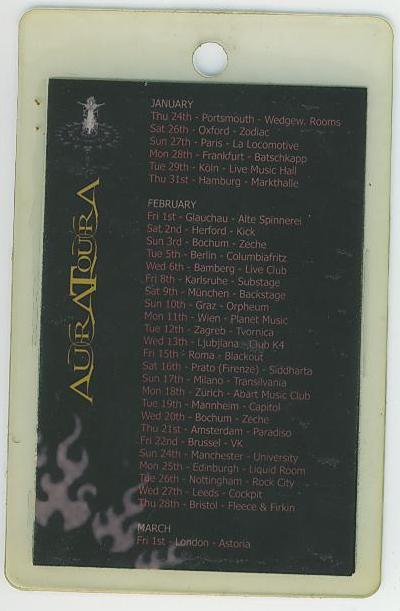 AURATOURA
JANUARY
Thu 24th - Portsmouth - Wedgew. Rooms
Sat 26th - Oxford - Zodiac
Sun 27th - Paris - La Locomotive
Mon 28th - Frankfurt - Batschkapp
Tue 29th - Köln - Live Music Hall
Thu 31st - Hamburg - Markthalle
FEBRUARY
Fri 1st - Glauchau - Alte Spinnerei
Sat 2nd - Herford - Kick
Sun 3rd - Bochum - Zeche
Tue 5th - Berlin - Columbiafritz
Wed 6th - Bamberg - Live Club
Fri 8th - Karlsruhe - Substage
Sat 9th - München - Backstage
Sun 10th - Graz - Orpheum
Mon 11th - Wien - Planet Music
Tue 12th - Zagreb - Tvornica
Wed 13th - Ljubljana - Club K4
Fri 15th - Roma - Blackout
Sat 16th - Prato (Firenze) - Siddharta
Sun 17th - Milano - Transilvania
Mon 18th - Zürich - Abart Music Club
Tue 19th - Mannheim - Capitol
Wed 20th - Bochum - Zeche
Thu 21st - Amsterdam - Paradiso
Fri 22nd - Brussel - VK
Sun 24th - Manchester - University
Mon 25th - Edinburgh - Liquid Room
Tue 26th - Nottingham - Rock City
Wed 27th - Leeds - Cockpit
Thu 28th - Bristol - Fleece & Firkin
MARCH
Fri 1st - London - Astoria